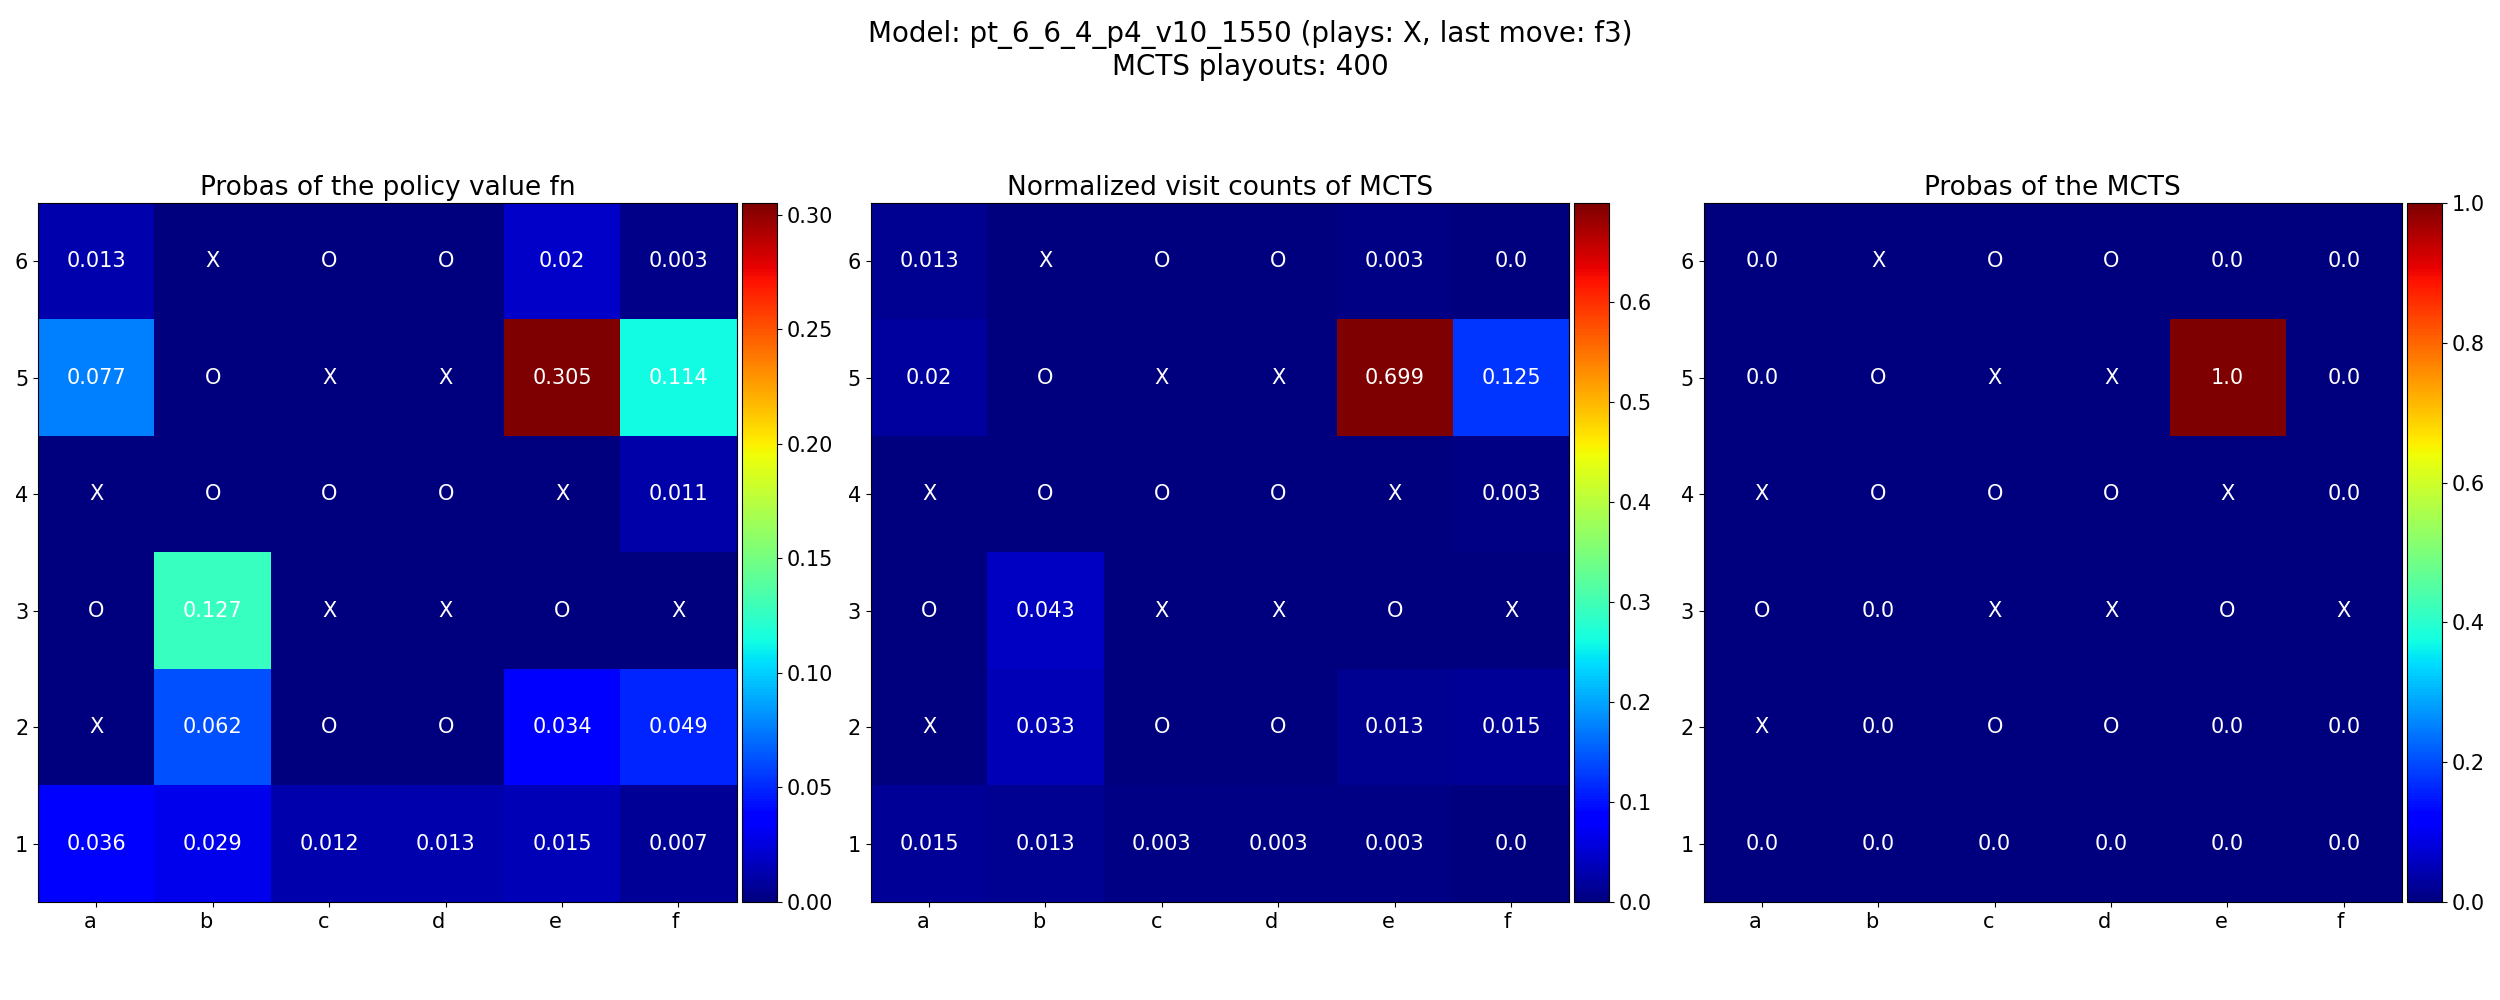 Model: pt_6_6_4_p4_v10_1550 (plays: X, last move: f3)
MCTS playouts: 400
Probas of the policy value fn
6 0.013 X O O 0.02 0.003
5 0.077 O X X 0.305 0.114
4 X O O O X 0.011
3 O 0.127 X X O X
2 X 0.062 O O 0.034 0.049
1 0.036 0.029 0.012 0.013 0.015 0.007
a b c d e f
0.30
0.25
0.20
0.15
0.10
0.05
0.00
Normalized visit counts of MCTS
6 0.013 X O O 0.003 0.0
5 0.02 O X X 0.699 0.125
4 X O O O X 0.003
3 O 0.043 X X O X
2 X 0.033 O O 0.013 0.015
1 0.015 0.013 0.003 0.003 0.003 0.0
a b c d e f
0.6
0.5
0.4
0.3
0.2
0.1
0.0
Probas of the MCTS
6 0.0 X O O 0.0 0.0
5 0.0 O X X 1.0 0.0
4 X O O O X 0.0
3 O 0.0 X X O X
2 X 0.0 O O 0.0 0.0
1 0.0 0.0 0.0 0.0 0.0 0.0
a b c d e f
1.0
0.8
0.6
0.4
0.2
0.0